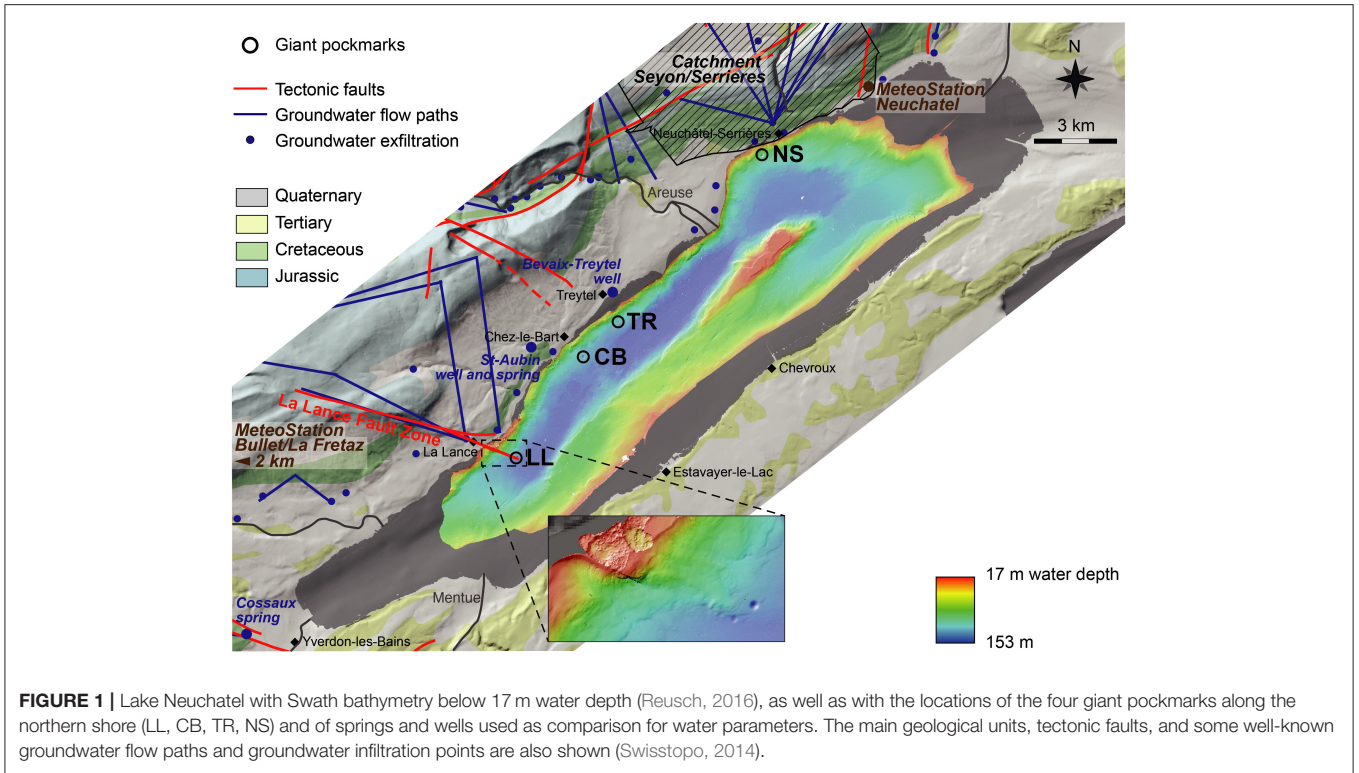 Giant pockmarks
Tectonic faults
Groundwater flow paths
Groundwater exfiltration
Quaternary
Tertiary
Cretaceous
Jurassic
Catchment
Seyon/Serrieres
MeteoStation
Neuchatel
N
3 km
Neuchâtel-Serrières
NS
Areuse
Bevaix-Treytel
well
Treytel
TR
Chez-le-Bart
CB
St-Aubin
well and spring
Chevroux
La Lance Fault Zone
MeteoStation
Bullet/La Fretaz
◄ 2 km
La Lance
LL
Estavayer-le-Lac
Mentue
Cossaux
spring
Yverdon-les-Bains
17 m water depth
153 m
FIGURE 1 | Lake Neuchatel with Swath bathymetry below 17 m water depth (Reusch, 2016), as well as with the locations of the four giant pockmarks along the
northern shore (LL, CB, TR, NS) and of springs and wells used as comparison for water parameters. The main geological units, tectonic faults, and some well-known
groundwater flow paths and groundwater infiltration points are also shown (Swisstopo, 2014).